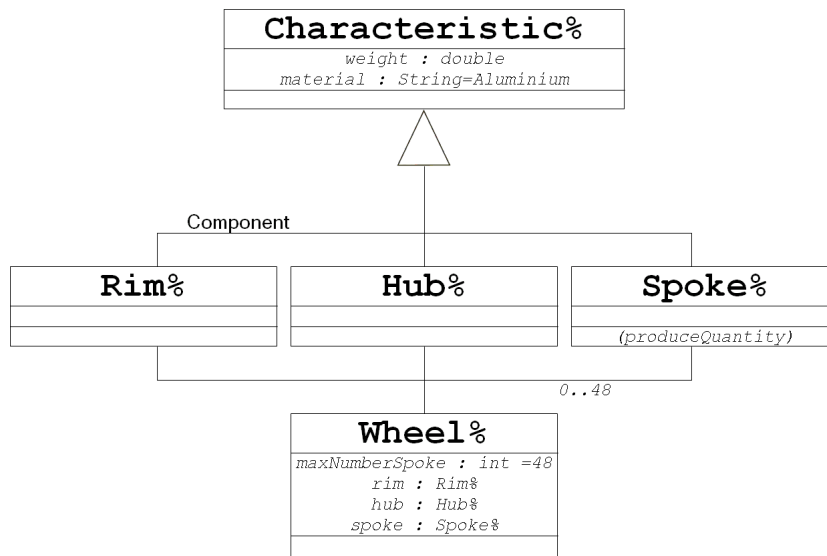 Characteristic%
weight : double
material : String=Aluminium
Component
Rim%
Hub%
Spoke%
(produceQuantity)
0..48
Wheel%
maxNumberSpoke : int =48
rim : Rim%
hub : Hub%
spoke : Spoke%